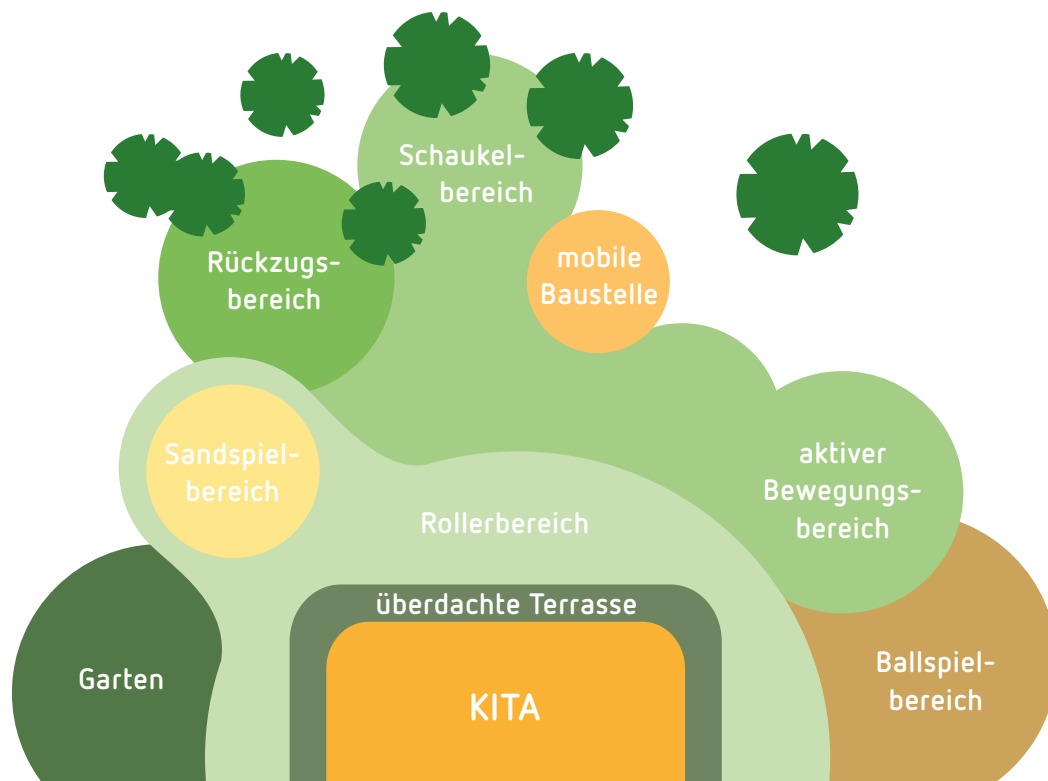 Schaukel-
bereich
Rückzugs-
bereich
mobile
Baustelle
Sandspiel-
bereich
aktiver
Bewegungs-
bereich
Rollerbereich
überdachte Terrasse
Garten
KITA
Ballspiel-
bereich